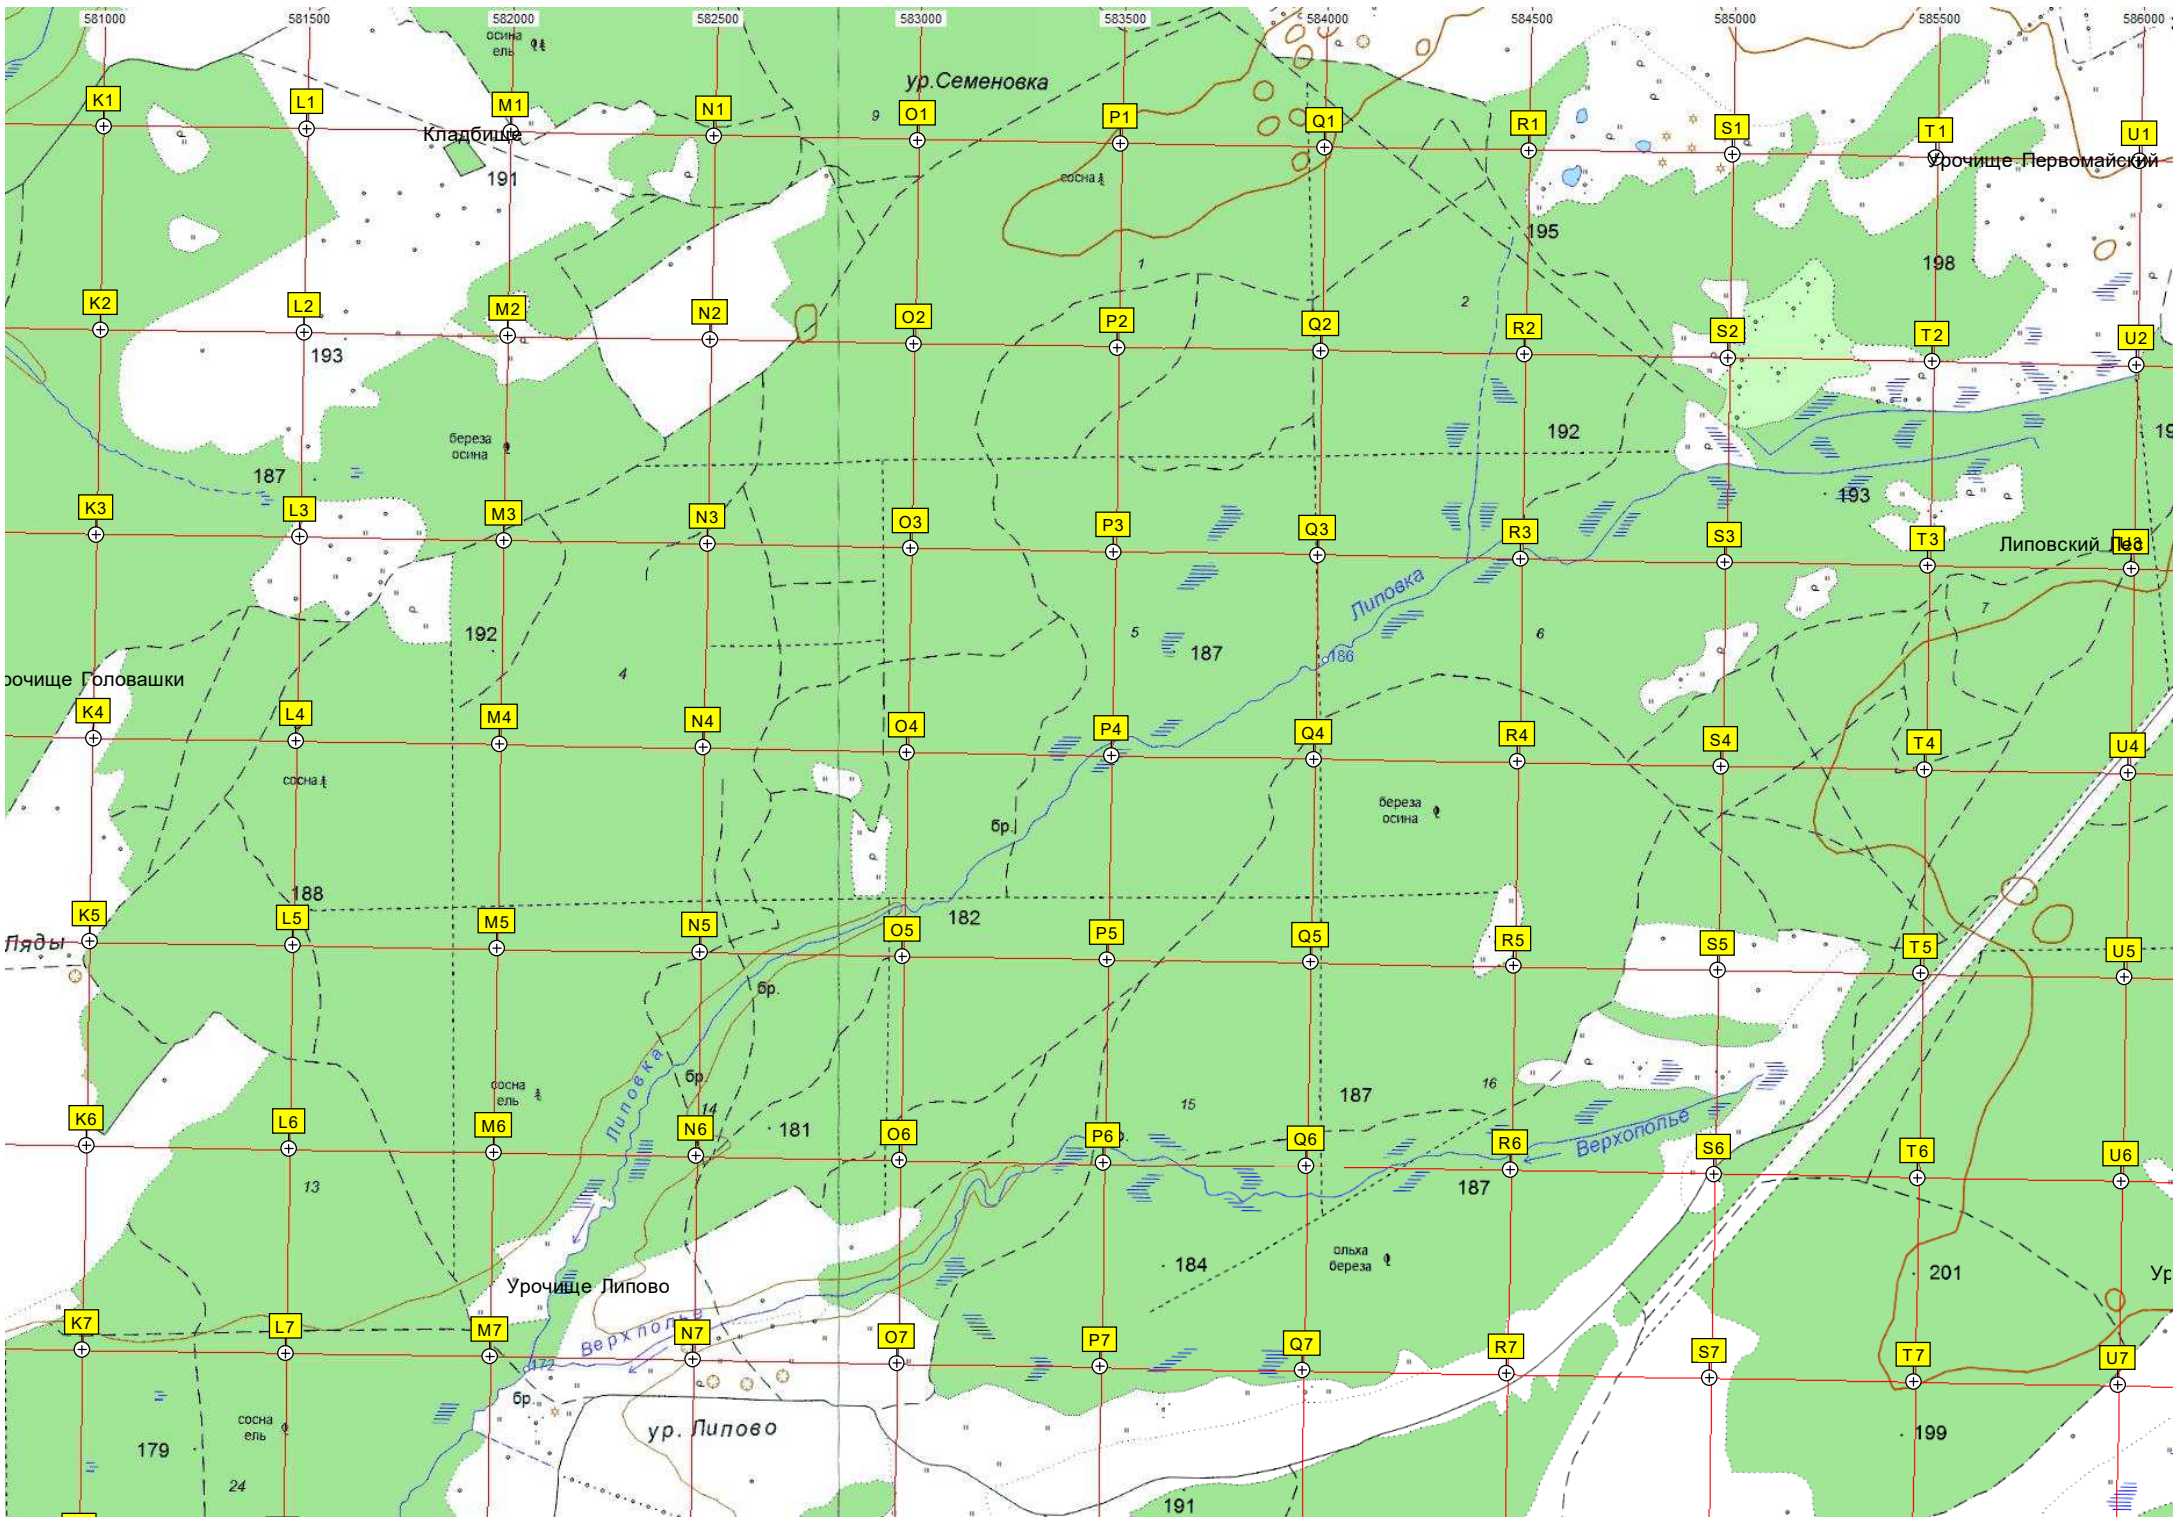 581000 581500 582000 582500 583000 583500 584000 584500 585000 585500 586000
осина
ель
ур.Семеновка
9
K1 L1 M1 N1 O1 P1 Q1 R1 S1 T1 U1
Кладбище
Урочище Первомайский
191
сосна
195
198
1
2
K2 L2 M2 N2 O2 P2 Q2 R2 S2 T2 U2
193
береза
осина
192
187
193
K3 L3 M3 N3 O3 P3 Q3 R3 S3 T3 U3
Липовский Лес
Липовка
7
192
5
6
187
186
4
рочище Головашки
K4 L4 M4 N4 O4 P4 Q4 R4 S4 T4 U4
сосна
береза
осина
бр.
188
182
K5 L5 M5 N5 O5 P5 Q5 R5 S5 T5 U5
Ляды
бр.
Липовка
бр.
сосна
ель
14
15
16
187
181
Верхополье
K6 L6 M6 N6 O6 P6 Q6 R6 S6 T6 U6
13
187
184
ольха
береза
201
Ур
Урочище Липово
K7 L7 M7 N7 O7 P7 Q7 R7 S7 T7 U7
172
бр.
ур. Липово
сосна
ель
179
199
24
191